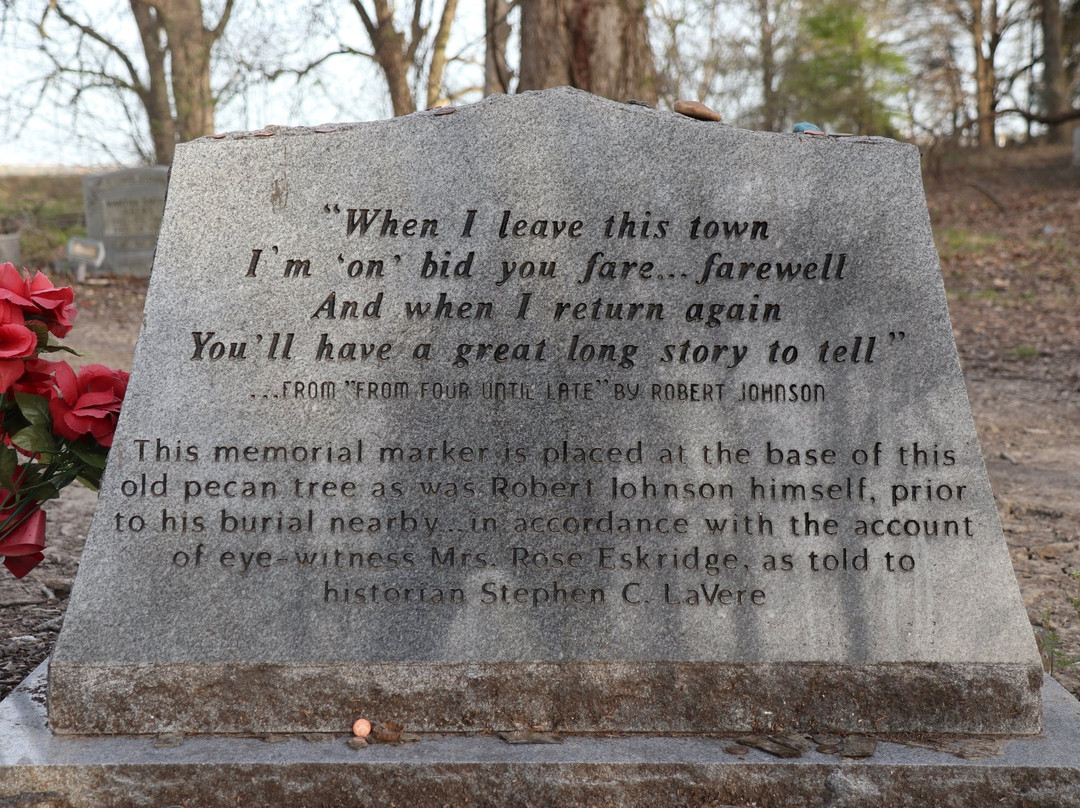 “When I leave this town
I'm ‘on’ bid you fare... farewell
And when I return again
You'll have a great long story to tell”
...FROM "FROM FOUR UNTIL LATE" BY ROBERT JOHNSON
This memorial marker is placed at the base of this
old pecan tree as was Robert Johnson himself, prior
to his burial nearby...in accordance with the account
of eye-witness Mrs. Rose Eskridge, as told to
historian Stephen C. LaVere